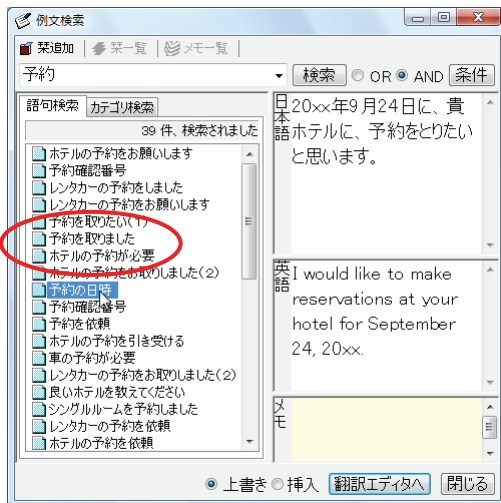 例文検索
栞追加 栞一覧 メモ一覧
予約 検索 OR AND 条件
語句検索 カテゴリ検索
39 件、検索されました
ホテルの予約をお願いします
予約確認番号
レンタカーの予約をしました
レンタカーの予約をお願いします
予約を取りたい(1)
予約を取りました
ホテルの予約が必要
ホテルの予約をお取りしました(2)
予約の日時
予約確認番号
予約を依頼
ホテルの予約を引き受ける
車の予約が必要
レンタカーの予約をお取りしました(2)
良いホテルを教えてください
シングルルームを予約しました
レンタカーの予約を依頼
ホテルの予約を依頼
日本語
20xx年9月24日に、貴
ホテルに、予約をとりたい
と思います。
英語
I would like to make
reservations at your
hotel for September
24, 20xx.
メモ
上書き 挿入 翻訳エディタへ 閉じる